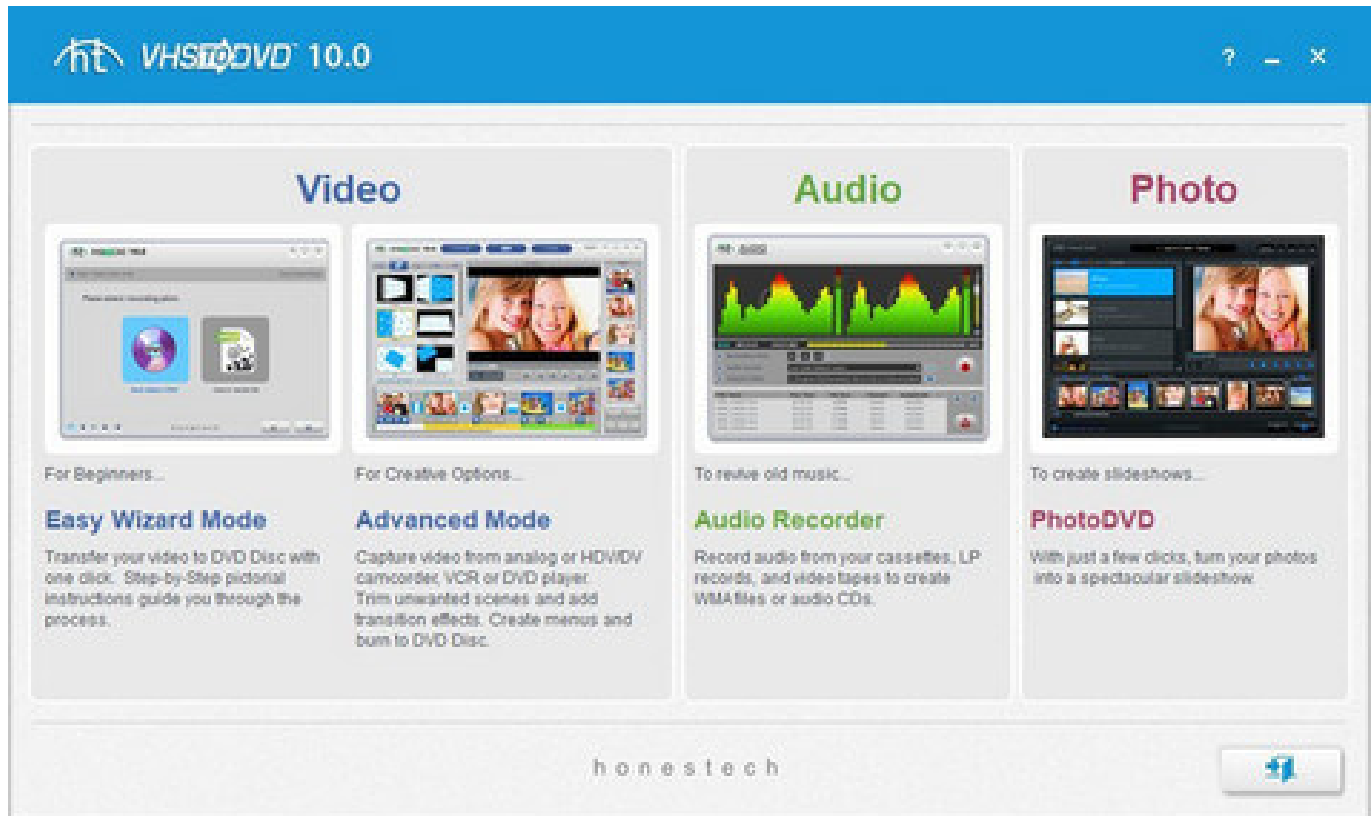 ht VHSTODVD™ 10.0
? – ×
Video
Audio
Photo
For Beginners...
For Creative Options...
To revive old music...
To create slideshows...
Easy Wizard Mode
Transfer your video to DVD Disc with
one click. Step-by-Step pictorial
instructions guide you through the
process.
Advanced Mode
Capture video from analog or HDV/DV
camcorder, VCR or DVD player.
Trim unwanted scenes and add
transition effects. Create menus and
burn to DVD Disc.
Audio Recorder
Record audio from your cassettes, LP
records, and video tapes to create
WMA files or audio CDs.
PhotoDVD
With just a few clicks, turn your photos
into a spectacular slideshow.
honestech